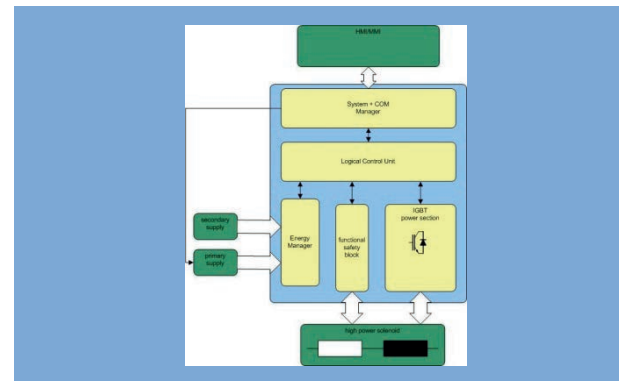 HMI/MMI
System + COM
Manager
Logical Control Unit
secondary
supply
primary
supply
Energy
Manager
functional
safety
block
IGBT
power section
high power solenoid